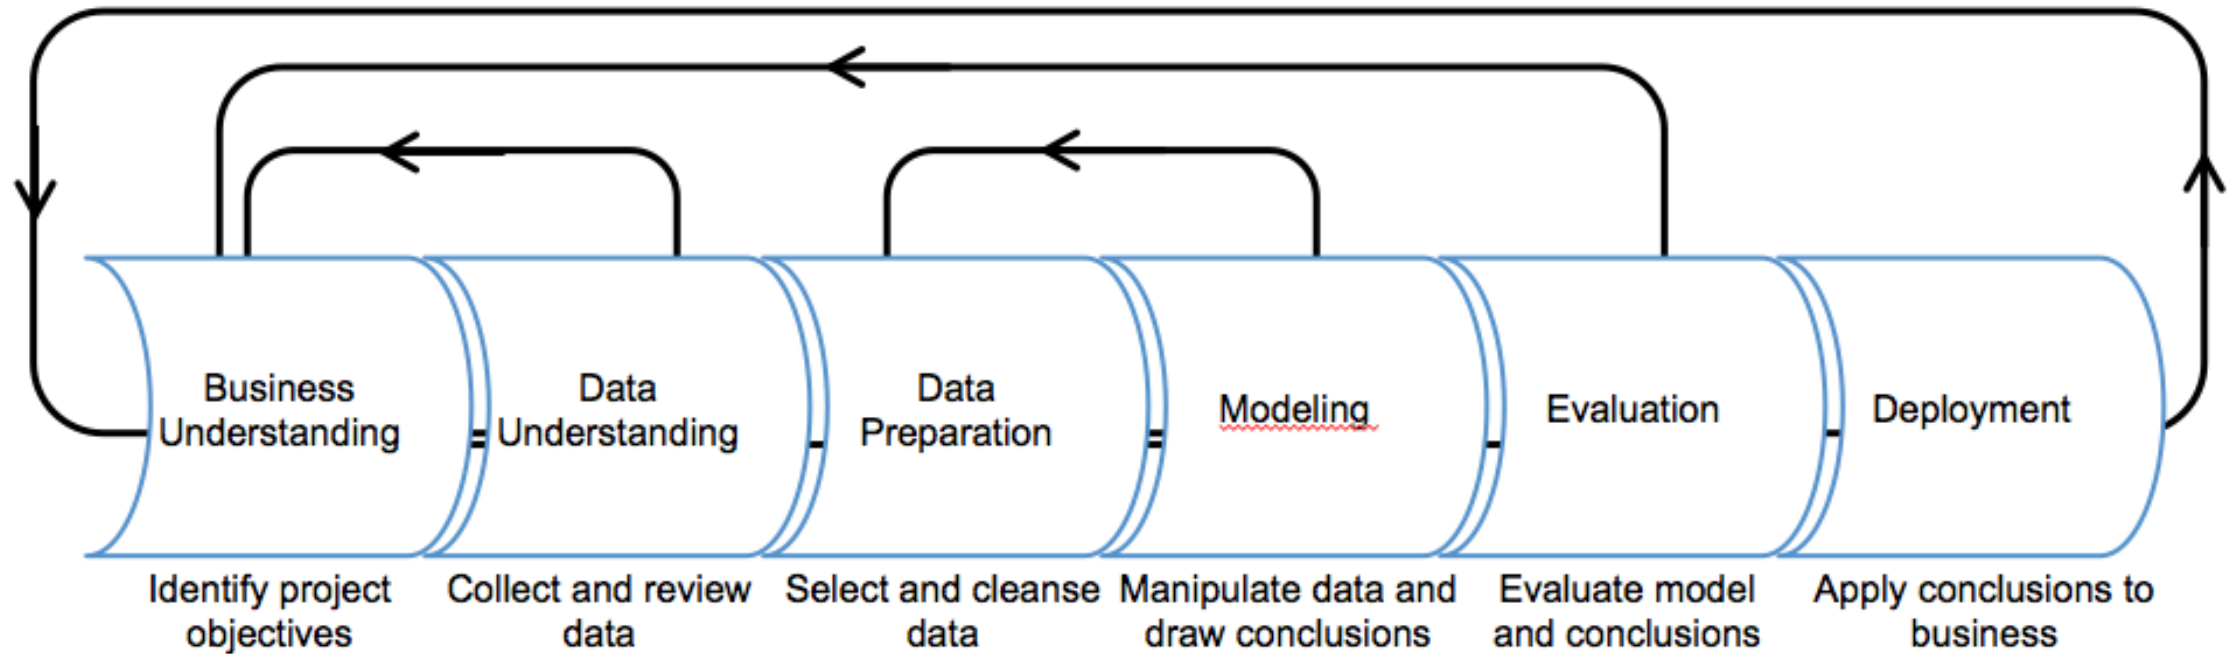 Business
Understanding
Data
Understanding
Data
Preparation
Modeling
Evaluation
Deployment
Identify project
objectives
Collect and review
data
Select and cleanse
data
Manipulate data and
draw conclusions
Evaluate model
and conclusions
Apply conclusions to
business